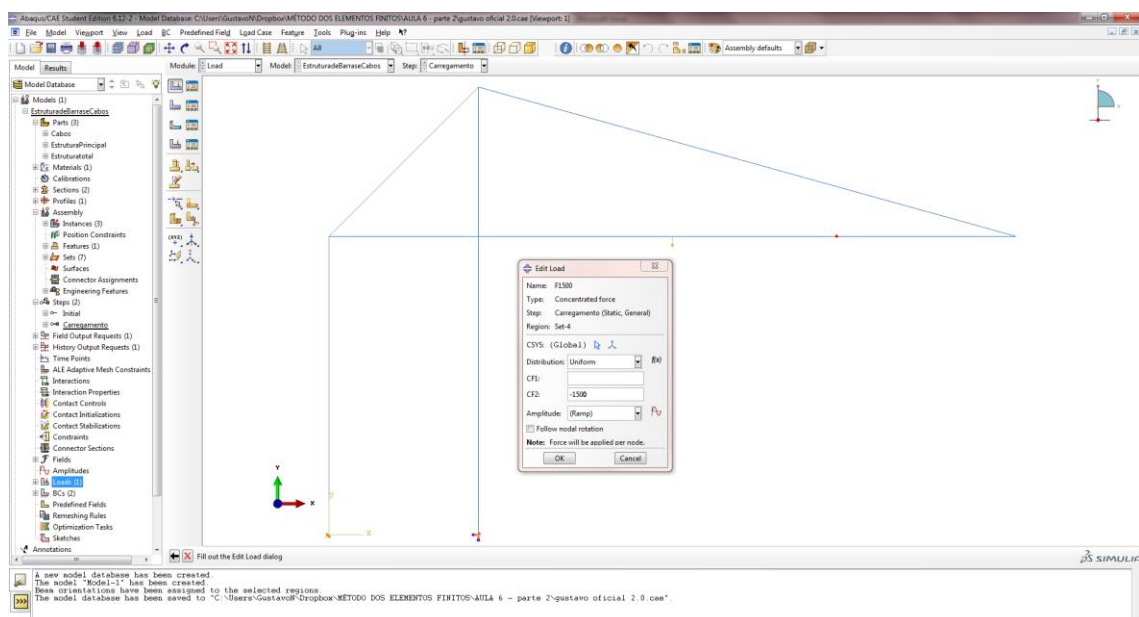 Abaqus/CAE Student Edition 6.12-2 - Model Database: C:\Users\GustavoN\Dropbox\MÉTODO DOS ELEMENTOS FINITOS\AULA 6 - parte 2\gustavo oficial 2.0.cae [Viewport: 1]
File Model Viewport View Load BC Predefined Field Load Case Feature Tools Plug-ins Help
All Assembly defaults
Model Results Module: Load Model: EstruturadeBarraseCabos Step: Carregamento
Model Database
Models (1)
EstruturadeBarraseCabos
Parts (3)
Cabos
EstruturaPrincipal
Estruturatotal
Materials (1)
Calibrations
Sections (2)
Profiles (1)
Assembly
Instances (3)
Position Constraints
Features (1)
Sets (7)
Surfaces
Connector Assignments
Engineering Features
Steps (2)
Initial
Carregamento
Field Output Requests (1)
History Output Requests (1)
Time Points
ALE Adaptive Mesh Constraints
Interactions
Interaction Properties
Contact Controls
Contact Initializations
Contact Stabilizations
Constraints
Connector Sections
Fields
Amplitudes
Loads (1)
BCs (2)
Predefined Fields
Remeshing Rules
Optimization Tasks
Sketches
Annotations
(XYZ)
Edit Load
Name: F1500
Type: Concentrated force
Step: Carregamento (Static, General)
Region: Set-4
CSYS: (Global)
Distribution: Uniform f(x)
CF1:
CF2: -1500
Amplitude: (Ramp)
Follow nodal rotation
Note: Force will be applied per node.
OK Cancel
Y
X
Y
X
Fill out the Edit Load dialog
SIMULIA
A new model database has been created.
The model "Model-1" has been created.
Beam orientations have been assigned to the selected regions.
The model database has been saved to "C:\Users\GustavoN\Dropbox\MÉTODO DOS ELEMENTOS FINITOS\AULA 6 - parte 2\gustavo oficial 2.0.cae".